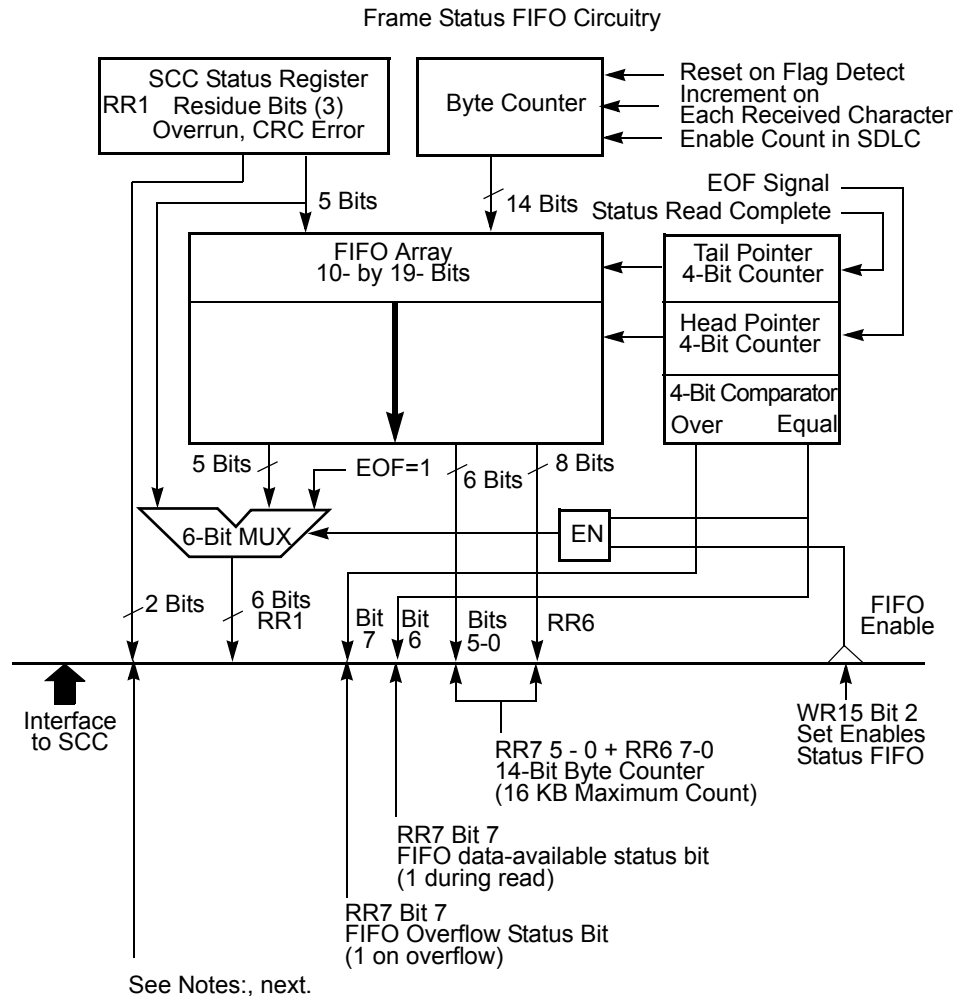 Frame Status FIFO Circuitry
SCC Status Register
RR1 Residue Bits (3)
Overrun, CRC Error
Byte Counter
Reset on Flag Detect
Increment on
Each Received Character
Enable Count in SDLC
EOF Signal
Status Read Complete
5 Bits
14 Bits
FIFO Array
10- by 19- Bits
Tail Pointer
4-Bit Counter
Head Pointer
4-Bit Counter
4-Bit Comparator
Over Equal
5 Bits
EOF=1
6 Bits
8 Bits
6-Bit MUX
EN
2 Bits
6 Bits
RR1
Bit
7
Bit
6
Bits
5-0
RR6
FIFO
Enable
Interface
to SCC
WR15 Bit 2
Set Enables
Status FIFO
RR7 5 - 0 + RR6 7-0
14-Bit Byte Counter
(16 KB Maximum Count)
RR7 Bit 7
FIFO data-available status bit
(1 during read)
RR7 Bit 7
FIFO Overflow Status Bit
(1 on overflow)
See Notes:, next.